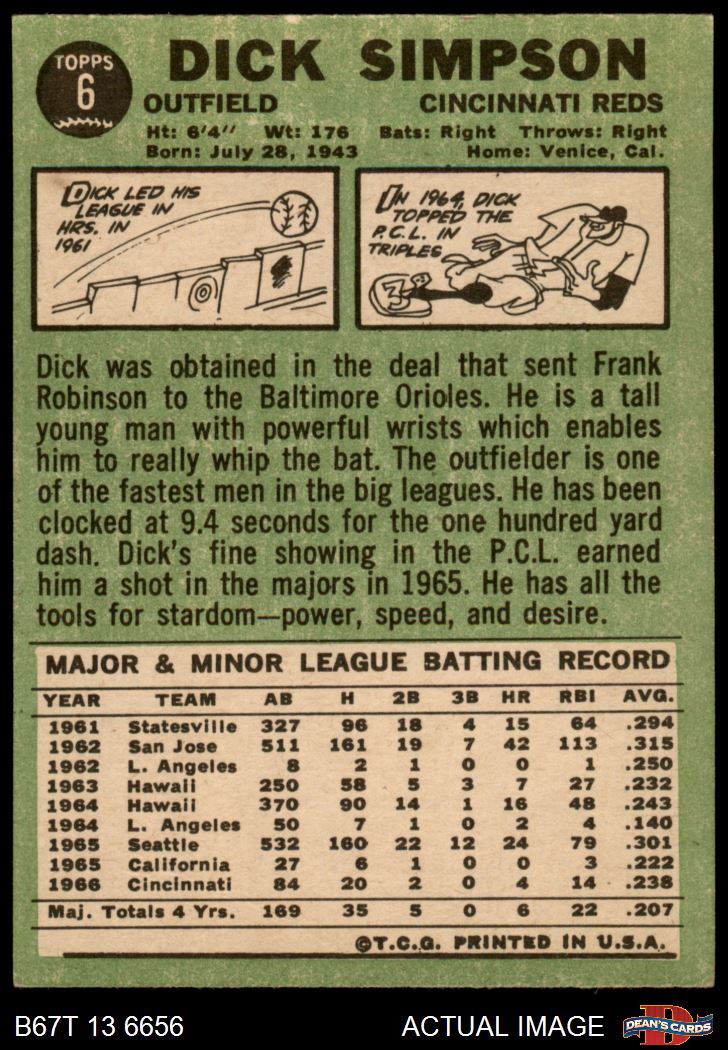 TOPPS
6
DICK SIMPSON
OUTFIELD CINCINNATI REDS
Ht: 6'4" Wt: 176 Bats: Right Throws: Right
Born: July 28, 1943 Home: Venice, Cal.
DICK LED HIS
LEAGUE IN
HRS. IN
1961
IN 1964, DICK
TOPPED THE
P.C.L. IN
TRIPLES
Dick was obtained in the deal that sent Frank
Robinson to the Baltimore Orioles. He is a tall
young man with powerful wrists which enables
him to really whip the bat. The outfielder is one
of the fastest men in the big leagues. He has been
clocked at 9.4 seconds for the one hundred yard
dash. Dick's fine showing in the P.C.L. earned
him a shot in the majors in 1965. He has all the
tools for stardom—power, speed, and desire.
MAJOR & MINOR LEAGUE BATTING RECORD
YEAR TEAM AB H 2B 3B HR RBI AVG.
1961 Statesville 327 96 18 4 15 64 .294
1962 San Jose 511 161 19 7 42 113 .315
1962 L. Angeles 8 2 1 0 0 1 .250
1963 Hawaii 250 58 5 3 7 27 .232
1964 Hawaii 370 90 14 1 16 48 .243
1964 L. Angeles 50 7 1 0 2 4 .140
1965 Seattle 532 160 22 12 24 79 .301
1965 California 27 6 1 0 0 3 .222
1966 Cincinnati 84 20 2 0 4 14 .238
Maj. Totals 4 Yrs. 169 35 5 0 6 22 .207
©T.C.G. PRINTED IN U.S.A.
B67T 13 6656 ACTUAL IMAGE
DEAN'S CARDS